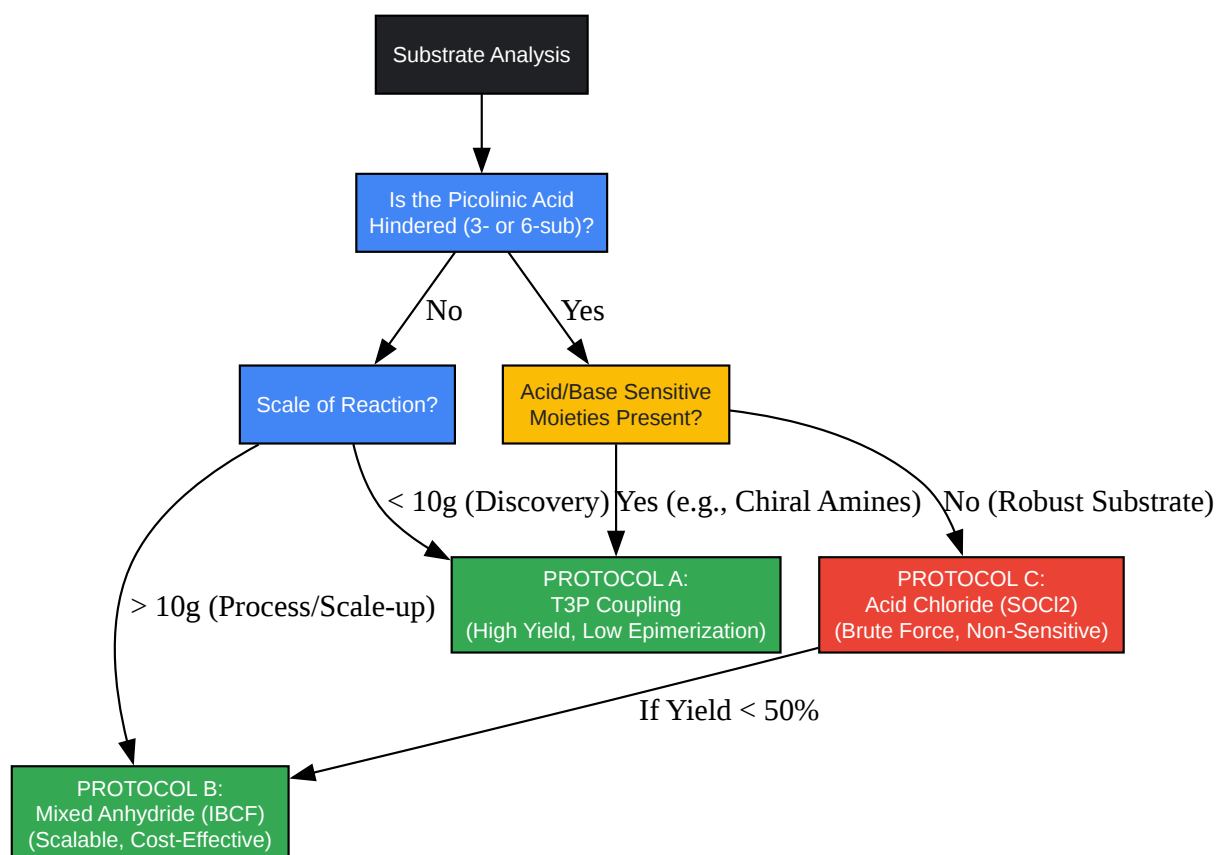 Substrate Analysis
Is the Picolinic Acid
Hindered (3- or 6-sub)?
No
Yes
Scale of Reaction?
Acid/Base Sensitive
Moieties Present?
< 10g (Discovery)
Yes (e.g., Chiral Amines)
No (Robust Substrate)
> 10g (Process/Scale-up)
PROTOCOL A:
T3P Coupling
(High Yield, Low Epimerization)
PROTOCOL C:
Acid Chloride (SOCl2)
(Brute Force, Non-Sensitive)
If Yield < 50%
PROTOCOL B:
Mixed Anhydride (IBCF)
(Scalable, Cost-Effective)